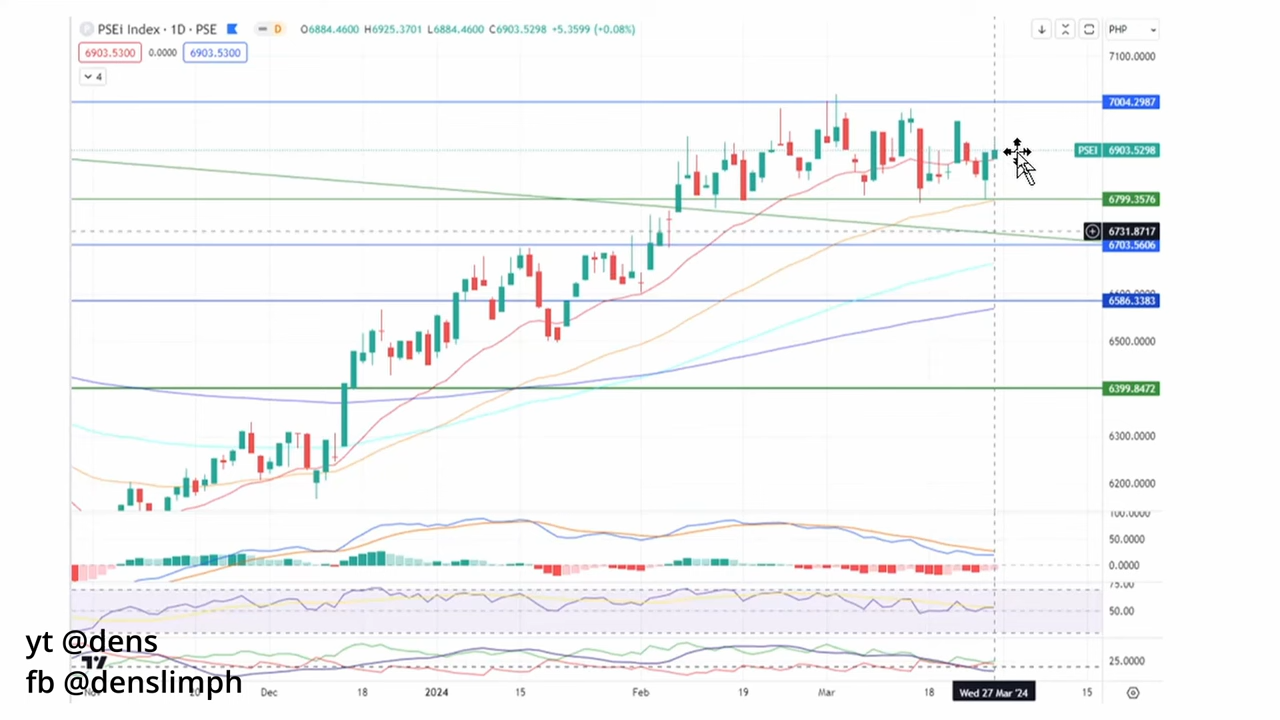 PSEi Index · 1D · PSE D O6884.4600 H6925.3701 L6884.4600 C6903.5298 +5.3599 (+0.08%)
PHP
6903.5300 0.0000 6903.5300
4
7100.0000
7004.2987
PSEI 6903.5298
6799.3576
6731.8717
6703.5606
6586.3383
6500.0000
6399.8472
6300.0000
6200.0000
100.0000
50.0000
0.0000
75.00
50.00
25.0000
yt @dens
fb @denslimph
Dec 18 2024 15 Feb 19 Mar 18 Wed 27 Mar '24 15